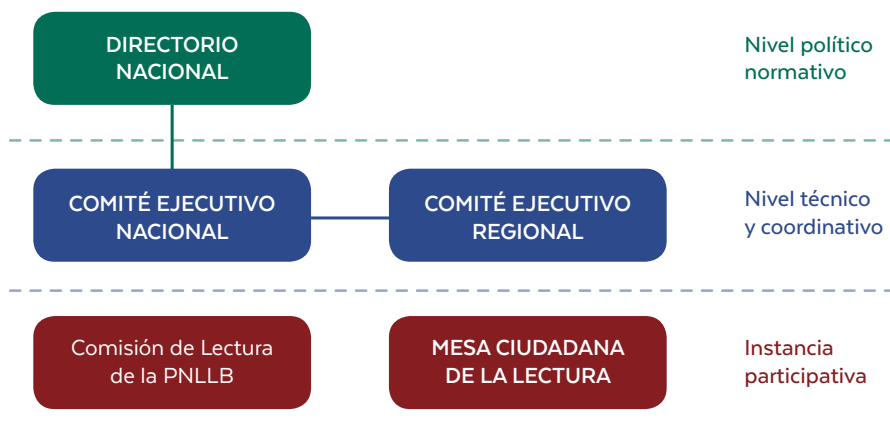 DIRECTORIO
NACIONAL
Nivel político
normativo
COMITÉ EJECUTIVO
NACIONAL
COMITÉ EJECUTIVO
REGIONAL
Nivel técnico
y coordinativo
Comisión de Lectura
de la PNLLB
MESA CIUDADANA
DE LA LECTURA
Instancia
participativa